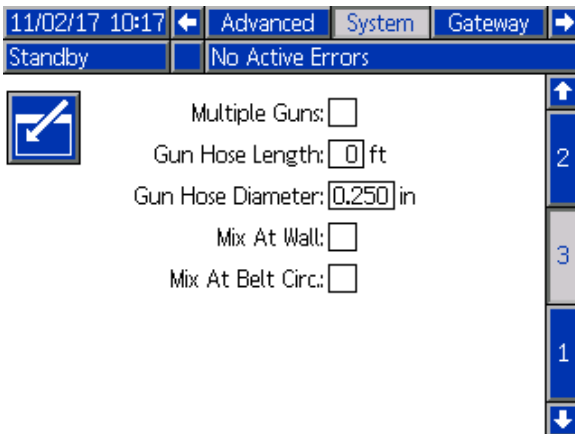 11/02/17 10:17 Advanced System Gateway
Standby No Active Errors
Multiple Guns:
Gun Hose Length: 0 ft
Gun Hose Diameter: 0.250 in
Mix At Wall:
Mix At Belt Circ.:
2
3
1